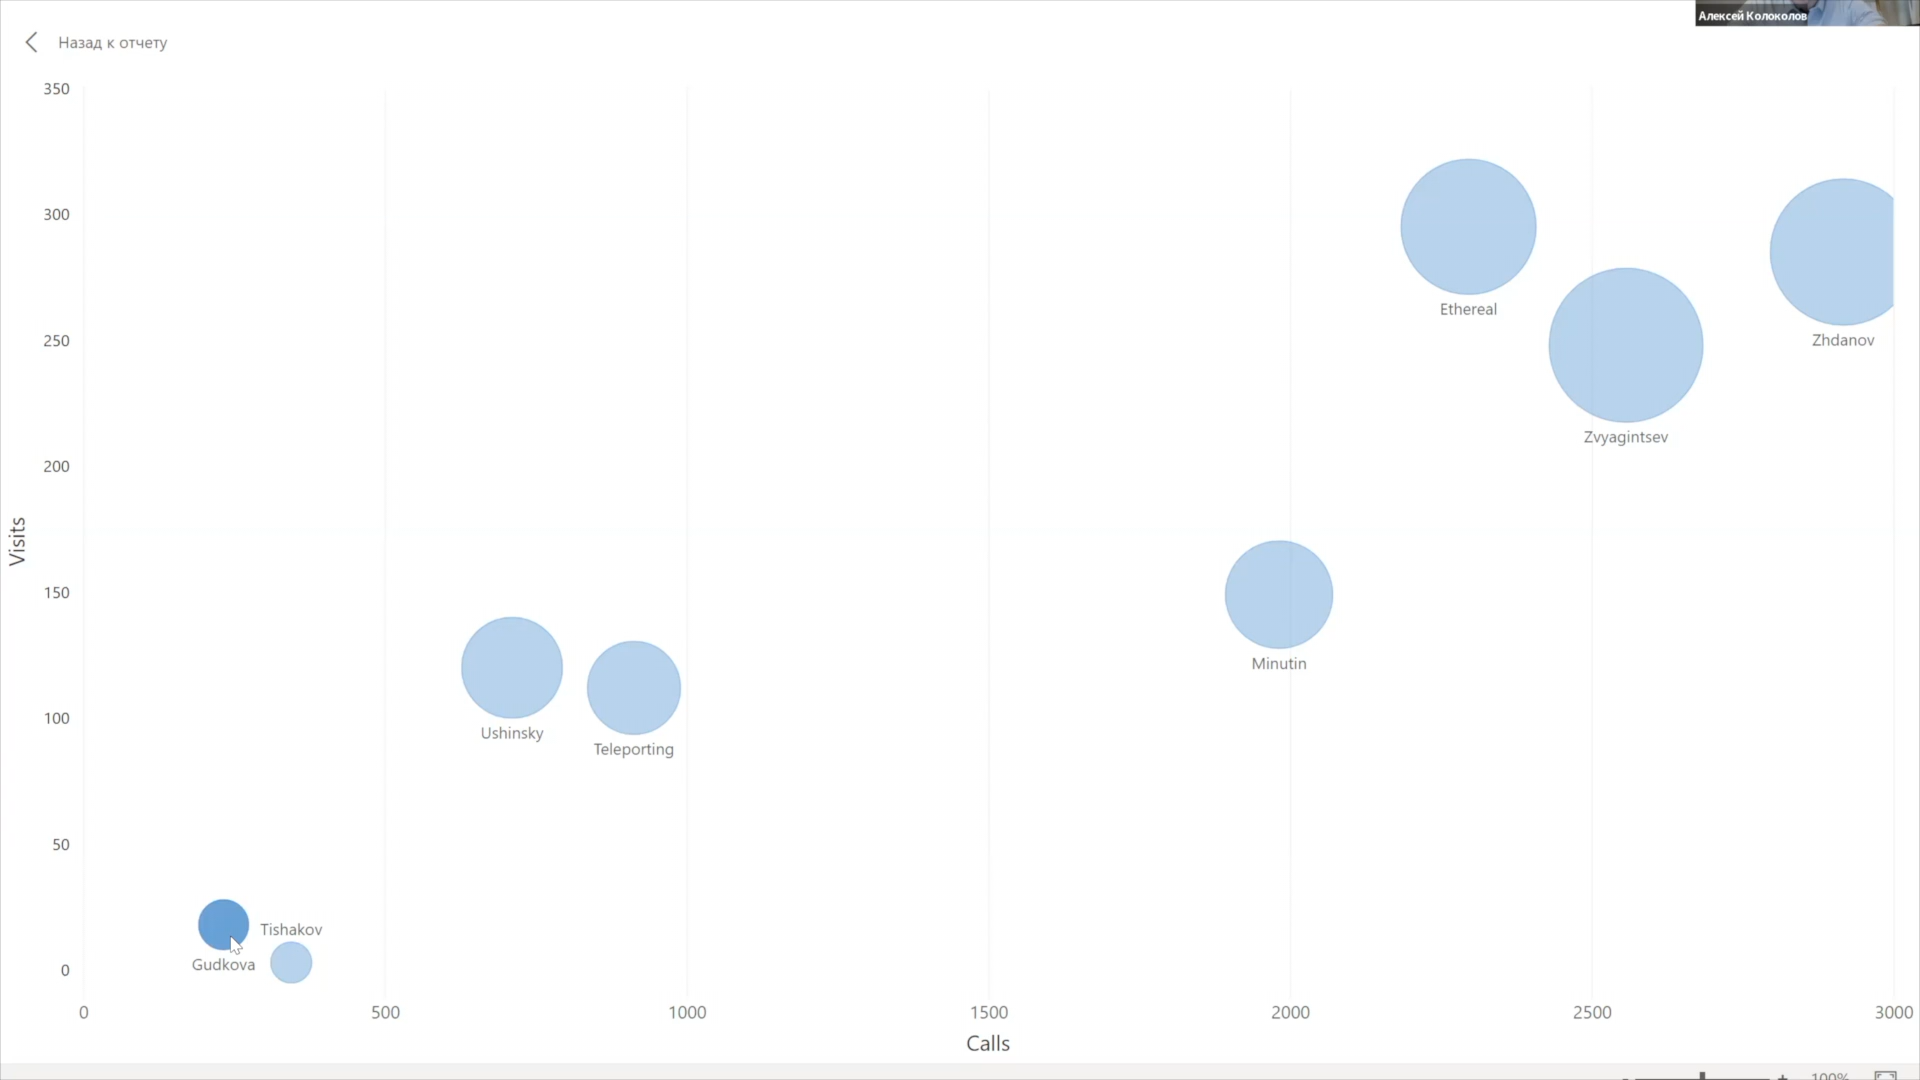 Алексей Колоколов
Назад к отчету
350
300
250
200
150
100
50
0
Visits
Ethereal
Zhdanov
Zvyagintsev
Minutin
Ushinsky
Teleporting
Tishakov
Gudkova
0 500 1000 1500 2000 2500 3000
Calls
- + 100%